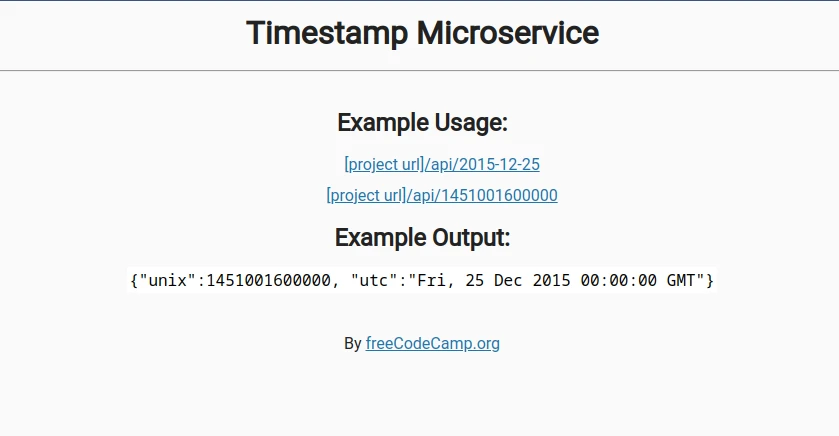 Timestamp Microservice
Example Usage:
[project url]/api/2015-12-25
[project url]/api/1451001600000
Example Output:
{"unix":1451001600000, "utc":"Fri, 25 Dec 2015 00:00:00 GMT"}
By freeCodeCamp.org